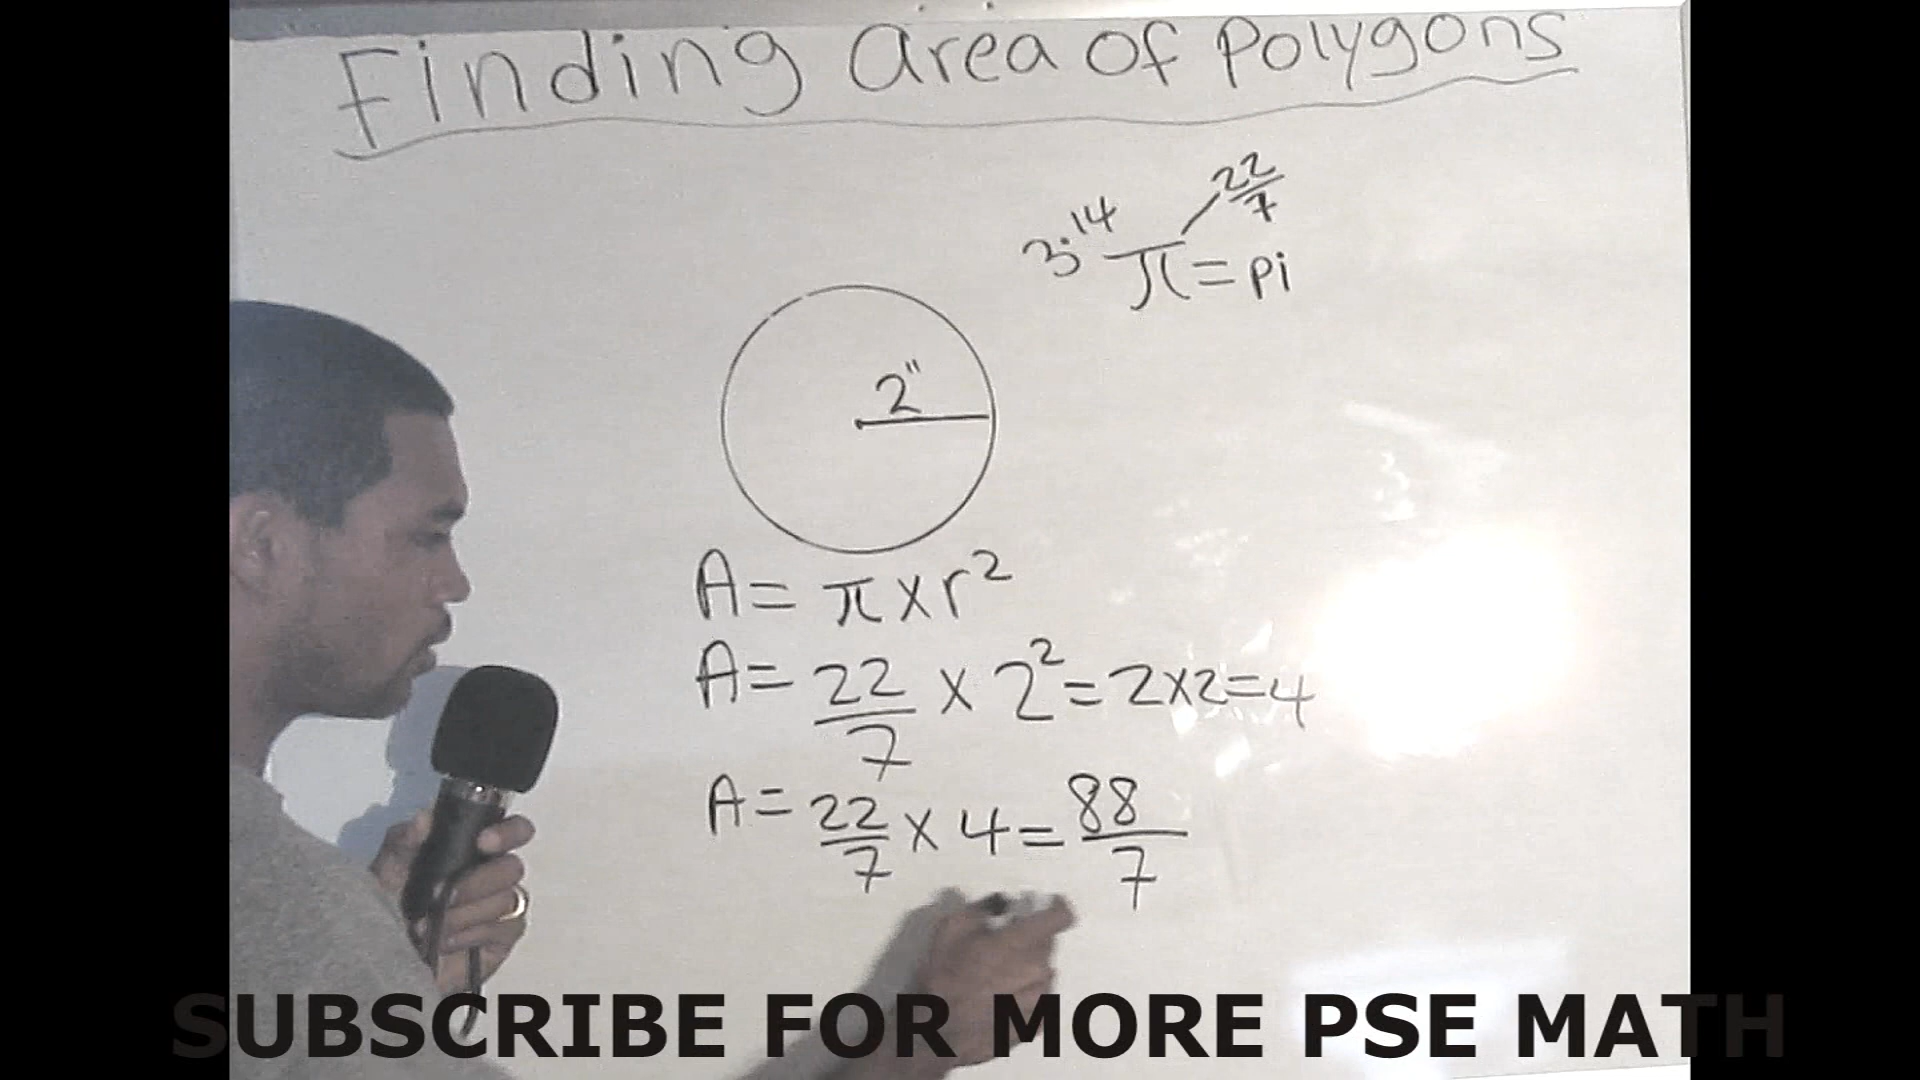 Finding area of Polygons
22
7
3.14
π = pi
2"
A = π x r²
A = 22/7 x 2² = 2x2=4
A = 22/7 x 4 = 88/7
SUBSCRIBE FOR MORE PSE MATH